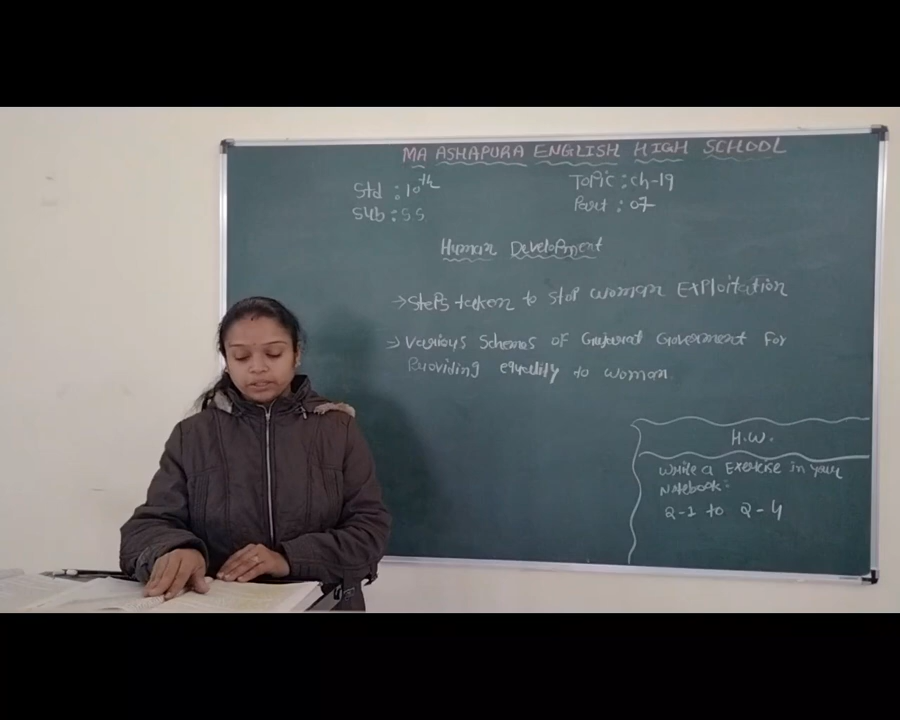 MA ASHAPURA ENGLISH HIGH SCHOOL
Std : 10th
Sub : S.S.
Topic : ch-19
Part : 07
Human Development
→ Steps taken to stop woman Exploitation
→ Various Schemes of Gujarat Goverment For
Providing equality to woman.
H.W.
Write a Exercise in your
Notebook:
Q-1 to Q-4